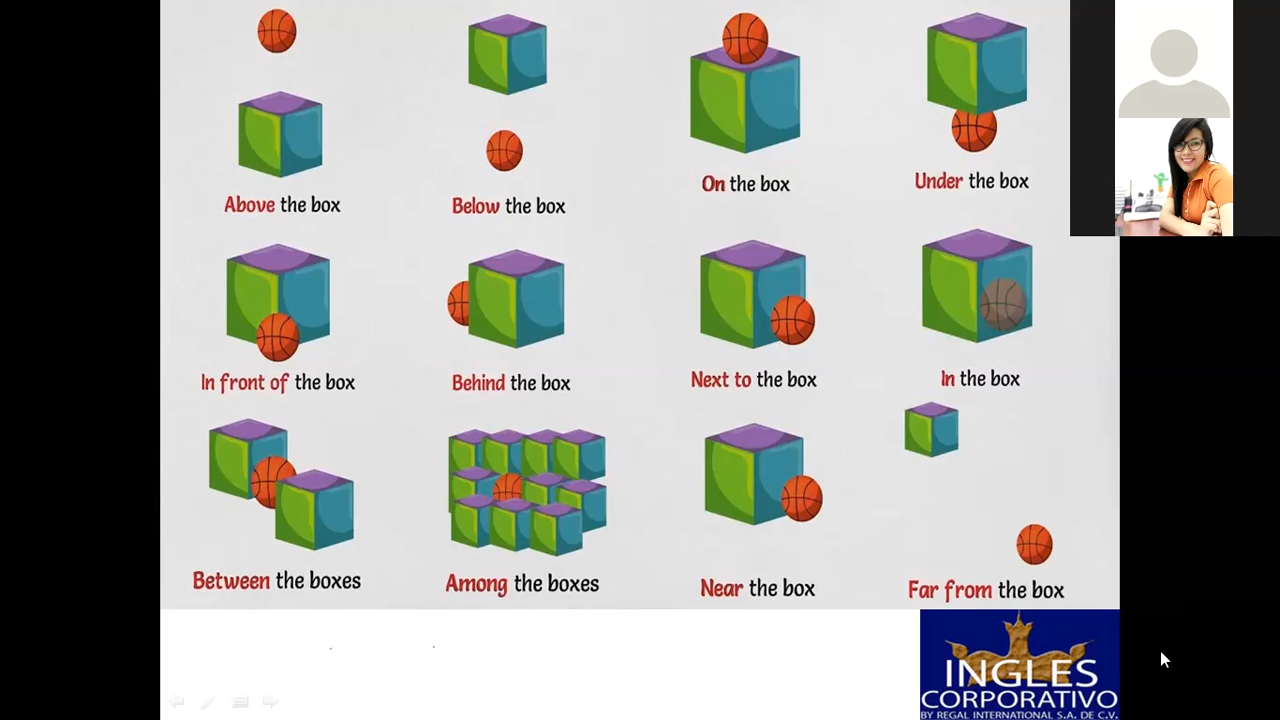 Above the box
Below the box
On the box
Under the box
In front of the box
Behind the box
Next to the box
In the box
Between the boxes
Among the boxes
Near the box
Far from the box
INGLES
CORPORATIVO
BY REGAL INTERNATIONAL S.A. DE C.V.